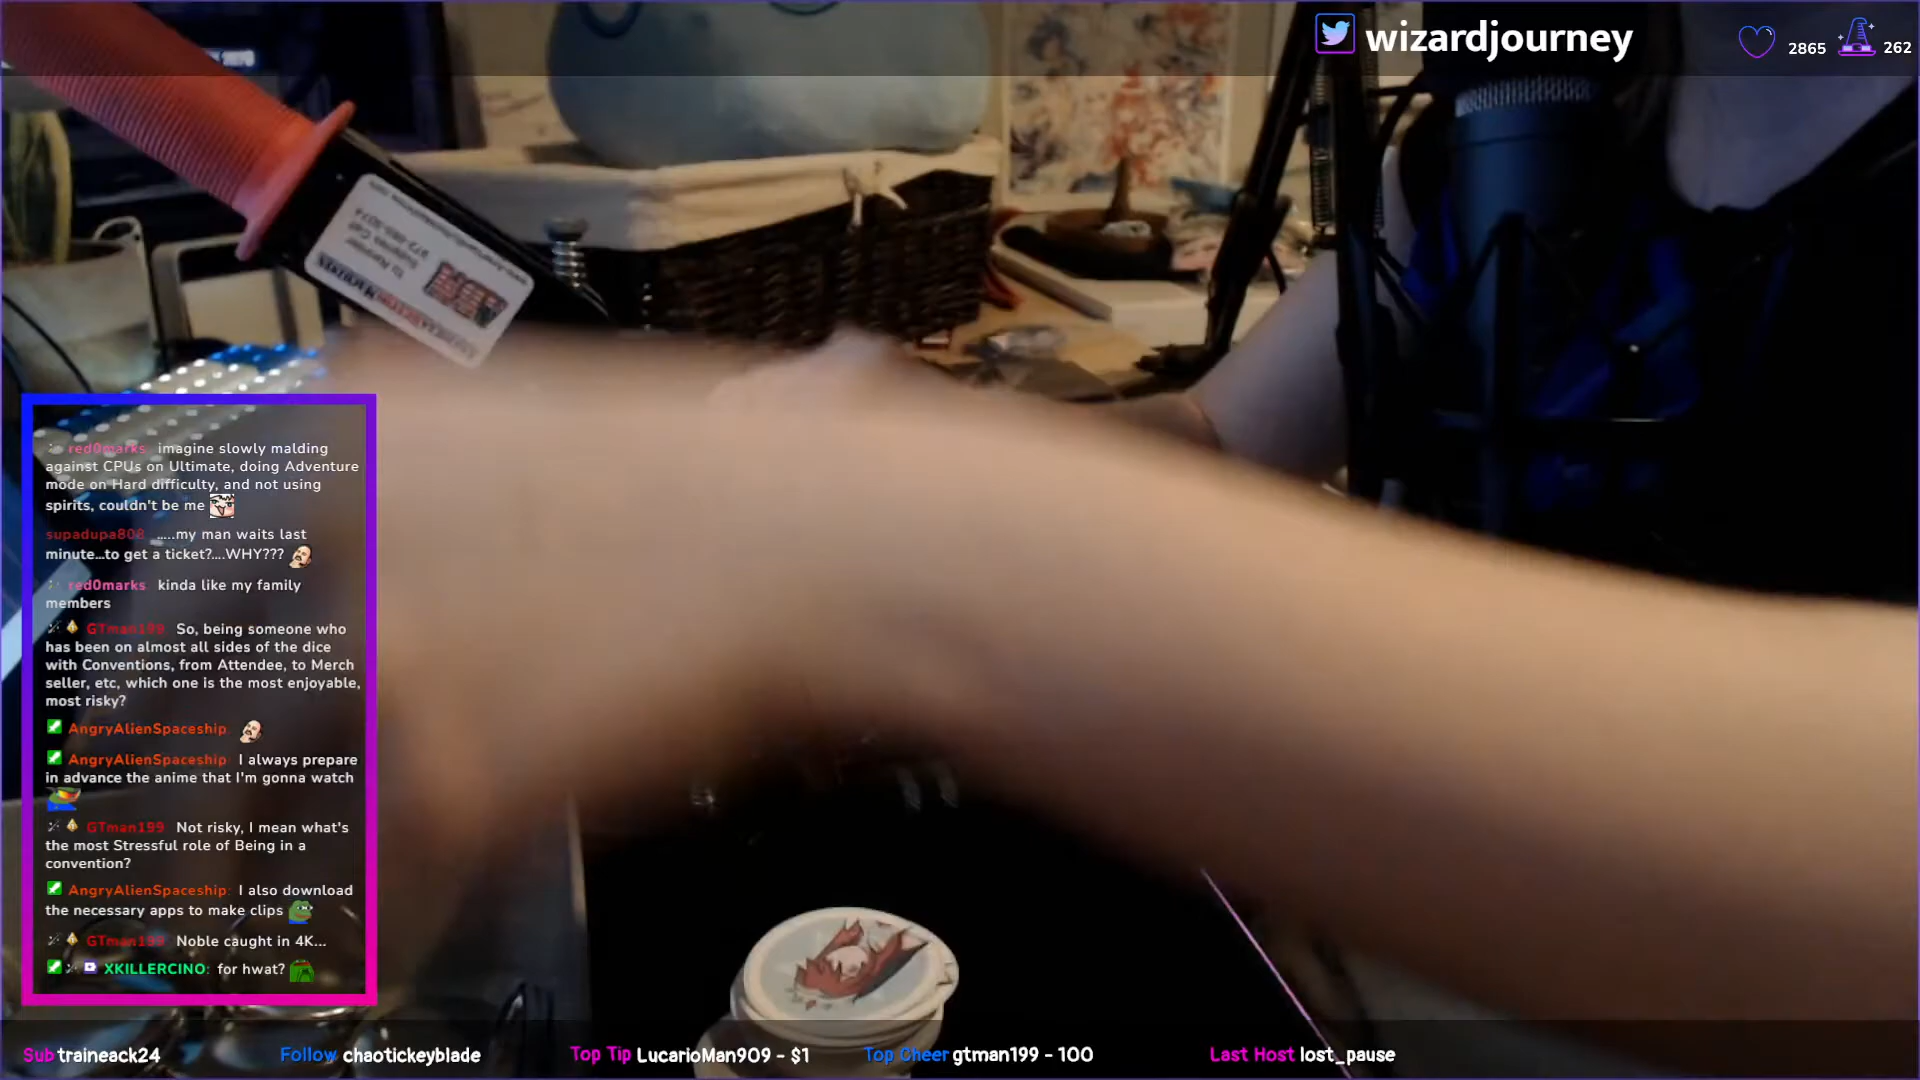 wizardjourney
2865
262
red0marks: imagine slowly malding
against CPUs on Ultimate, doing Adventure
mode on Hard difficulty, and not using
spirits, couldn't be me
supadupa808: .....my man waits last
minute...to get a ticket?....WHY???
red0marks: kinda like my family
members
GTman199: So, being someone who
has been on almost all sides of the dice
with Conventions, from Attendee, to Merch
seller, etc, which one is the most enjoyable,
most risky?
AngryAlienSpaceship:
AngryAlienSpaceship: I always prepare
in advance the anime that I'm gonna watch
GTman199: Not risky, I mean what's
the most Stressful role of Being in a
convention?
AngryAlienSpaceship: I also download
the necessary apps to make clips
GTman199: Noble caught in 4K...
XKILLERCINO: for hwat?
Sub traineack24
Follow chaotickeyblade
Top Tip LucarioMan909 - $1
Top Cheer gtman199 - 100
Last Host lost_pause